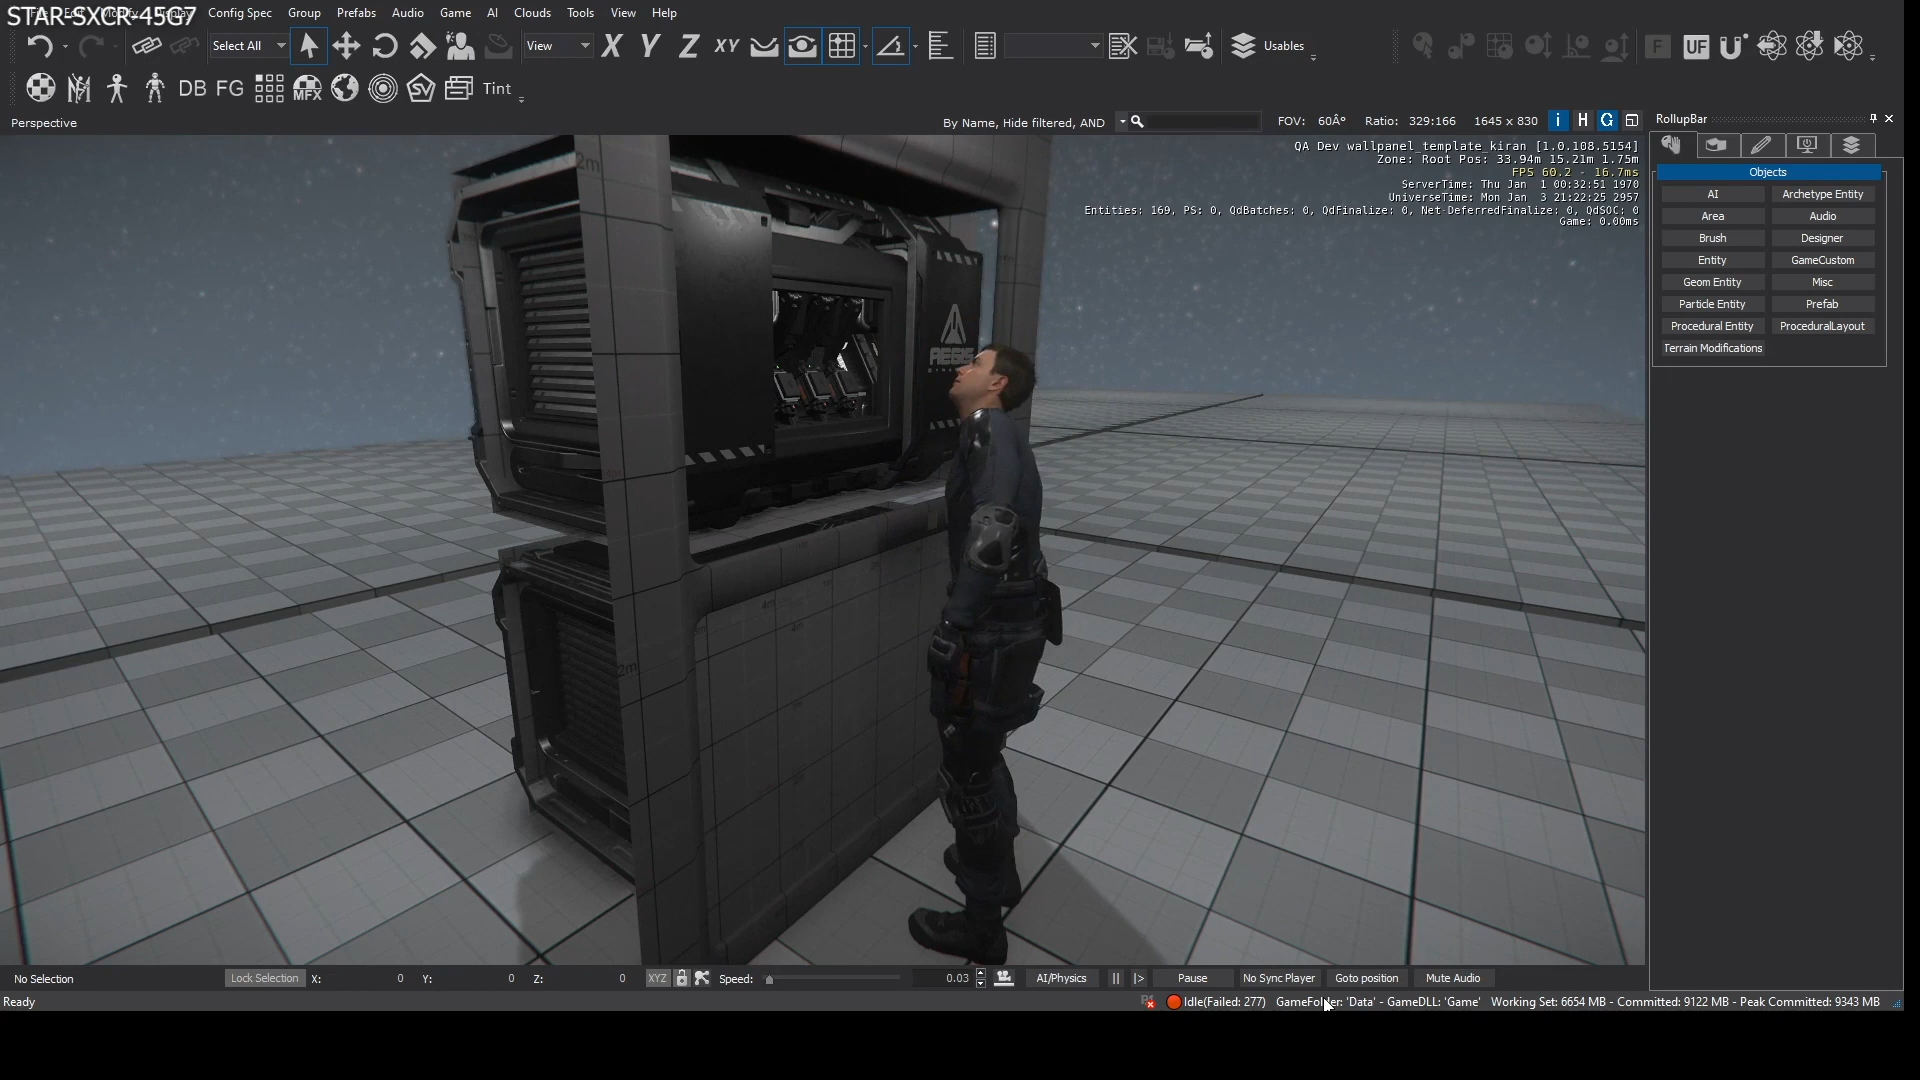 STAR-SXCR-45G7
Config Spec Group Prefabs Audio Game AI Clouds Tools View Help
Select All View X Y Z XY Usables F UF
DB FG MFX SV Tint
Perspective By Name, Hide filtered, AND FOV: 60Âº Ratio: 329:166 1645 x 830 i H G RollupBar
QA Dev wallpanel_template_kiran [1.0.108.5154]
Zone: Root Pos: 33.94m 15.21m 1.75m
FPS 60.2 - 16.7ms
ServerTime: Thu Jan 1 00:32:51 1970
UniverseTime: Mon Jan 3 21:22:25 2957
Entities: 169, PS: 0, QdBatches: 0, QdFinalize: 0, Net-DeferredFinalize: 0, QdSOC: 0
Game: 0.00ms
Objects
AI Archetype Entity
Area Audio
Brush Designer
Entity GameCustom
Geom Entity Misc
Particle Entity Prefab
Procedural Entity ProceduralLayout
Terrain Modifications
2m
AEGIS
4m
2m
No Selection Lock Selection X: 0 Y: 0 Z: 0 XYZ Speed: 0.03 AI/Physics || |> Pause No Sync Player Goto position Mute Audio
Ready Idle(Failed: 277) GameFolder: 'Data' - GameDLL: 'Game' Working Set: 6654 MB - Committed: 9122 MB - Peak Committed: 9343 MB